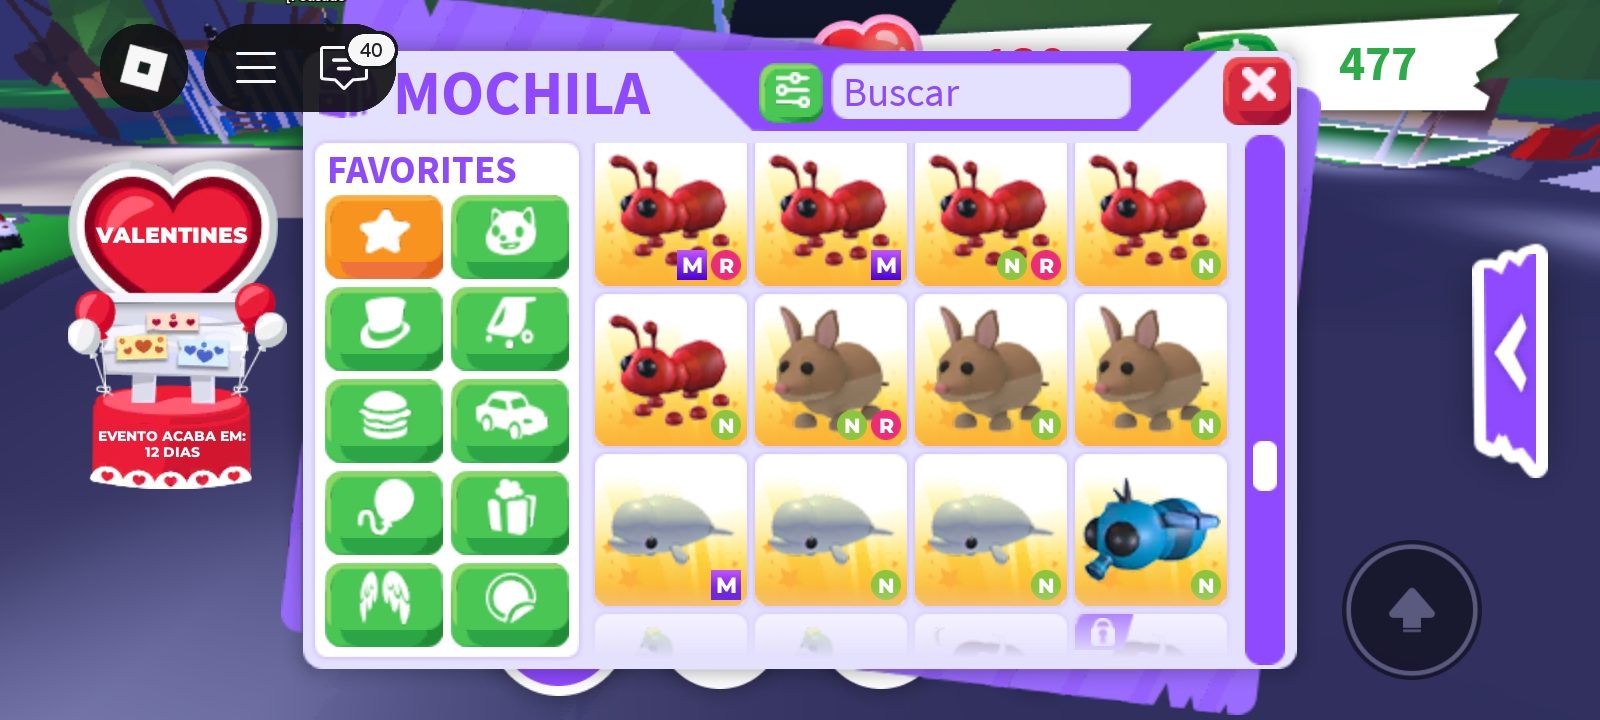 40
MOCHILA
Buscar
477
FAVORITES
VALENTINES
EVENTO ACABA EM:
12 DIAS
M R
M
N R
N
N
N R
N
N
M
N
N
N